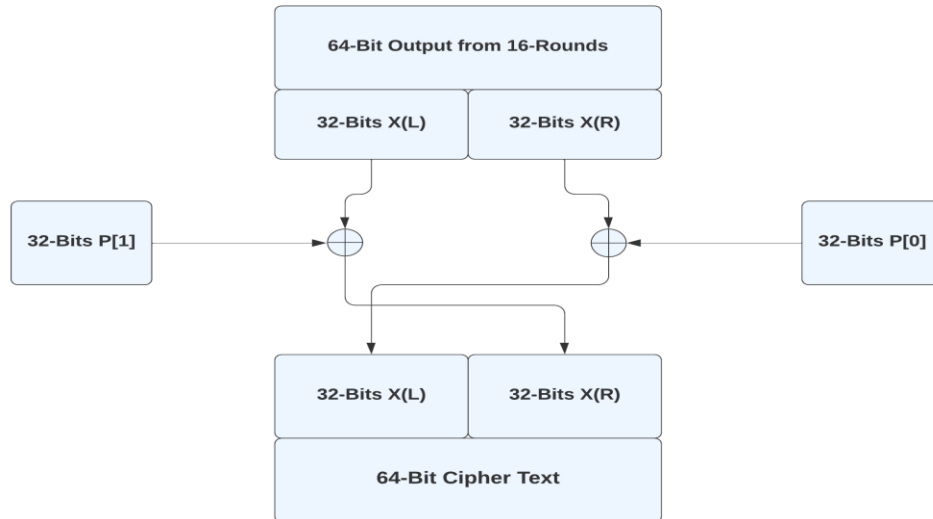 64-Bit Output from 16-Rounds
32-Bits X(L)
32-Bits X(R)
32-Bits P[1]
32-Bits P[0]
32-Bits X(L)
32-Bits X(R)
64-Bit Cipher Text